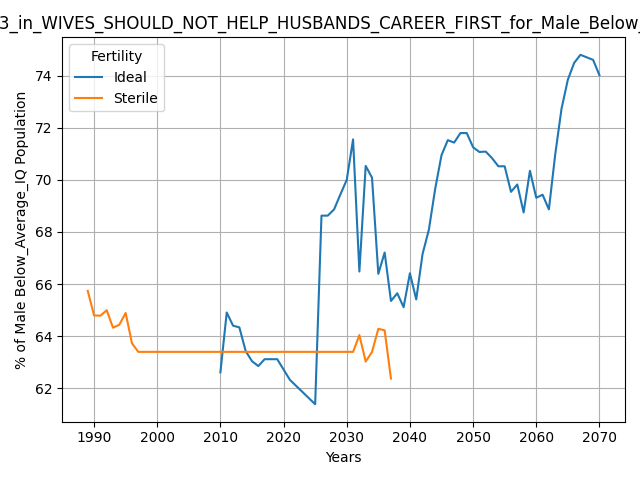 3_in_WIVES_SHOULD_NOT_HELP_HUSBANDS_CAREER_FIRST_for_Male_Below_
Fertility
Ideal
Sterile
% of Male Below_Average_IQ Population
74
72
70
68
66
64
62
1990 2000 2010 2020 2030 2040 2050 2060 2070
Years